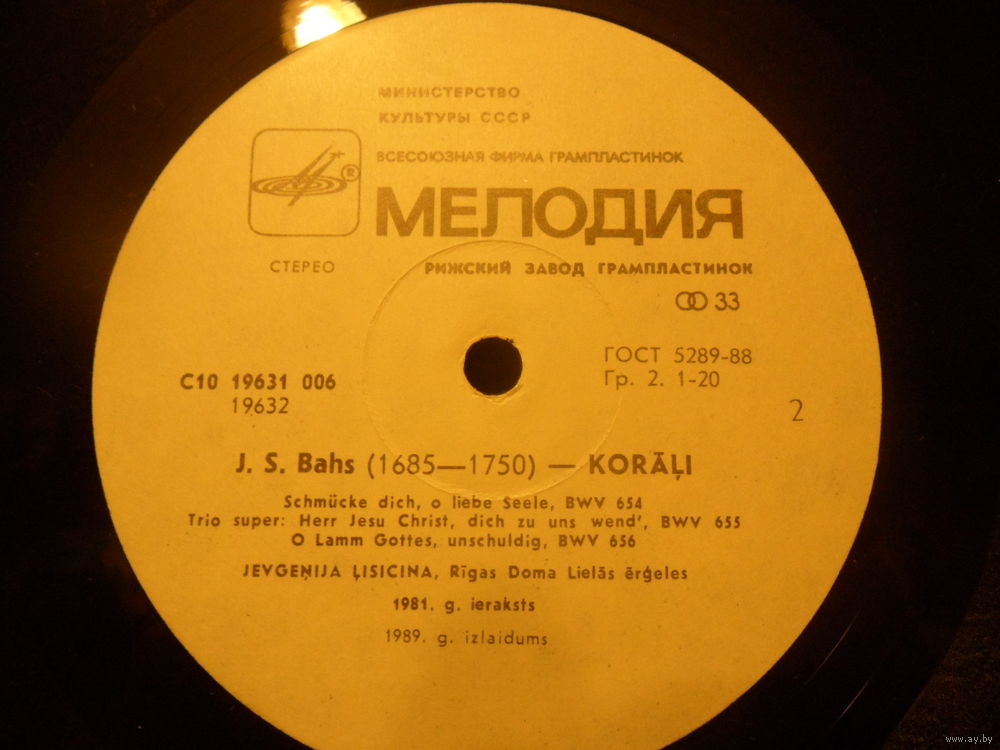 МИНИСТЕРСТВО
КУЛЬТУРЫ СССР
ВСЕСОЮЗНАЯ ФИРМА ГРАМПЛАСТИНОК
®
МЕЛОДИЯ
СТЕРЕО
РИЖСКИЙ ЗАВОД ГРАМПЛАСТИНОК
33
ГОСТ 5289-88
Гр. 2. 1-20
С10 19631 006
19632
2
J. S. Bahs (1685—1750) — KORĀĻI
Schmücke dich, o liebe Seele, BWV 654
Trio super: Herr Jesu Christ, dich zu uns wend', BWV 655
O Lamm Gottes, unschuldig, BWV 656
JEVGEŅIJA ĻISICINA, Rīgas Doma Lielās ērģeles
1981. g. ieraksts
1989. g. izlaidums
www.ay.by